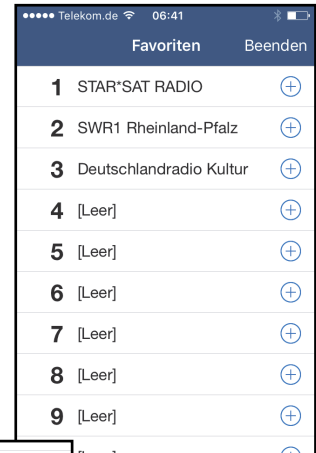 Telekom.de 06:41
Favoriten Beenden
1 STAR*SAT RADIO
2 SWR1 Rheinland-Pfalz
3 Deutschlandradio Kultur
4 [Leer]
5 [Leer]
6 [Leer]
7 [Leer]
8 [Leer]
9 [Leer]